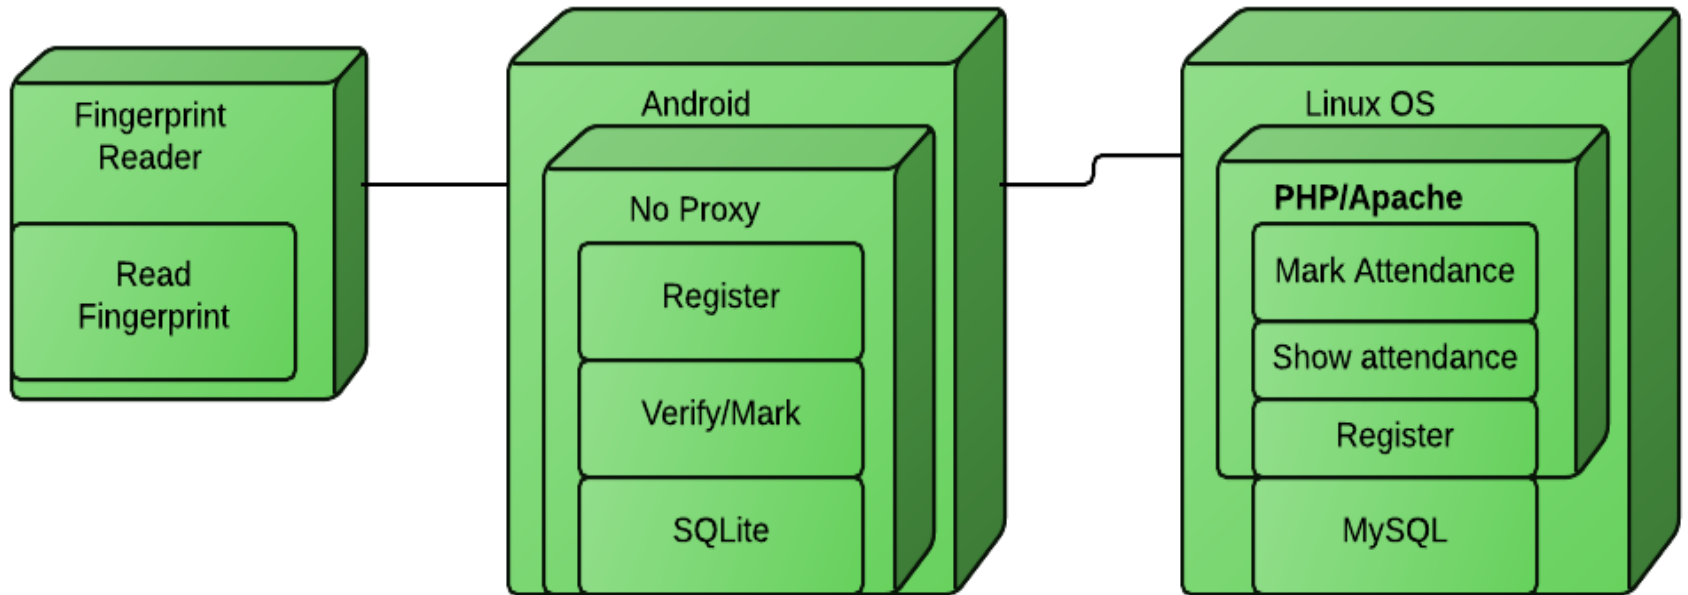 Fingerprint
Reader
Read
Fingerprint
Android
No Proxy
Register
Verify/Mark
SQLite
Linux OS
PHP/Apache
Mark Attendance
Show attendance
Register
MySQL